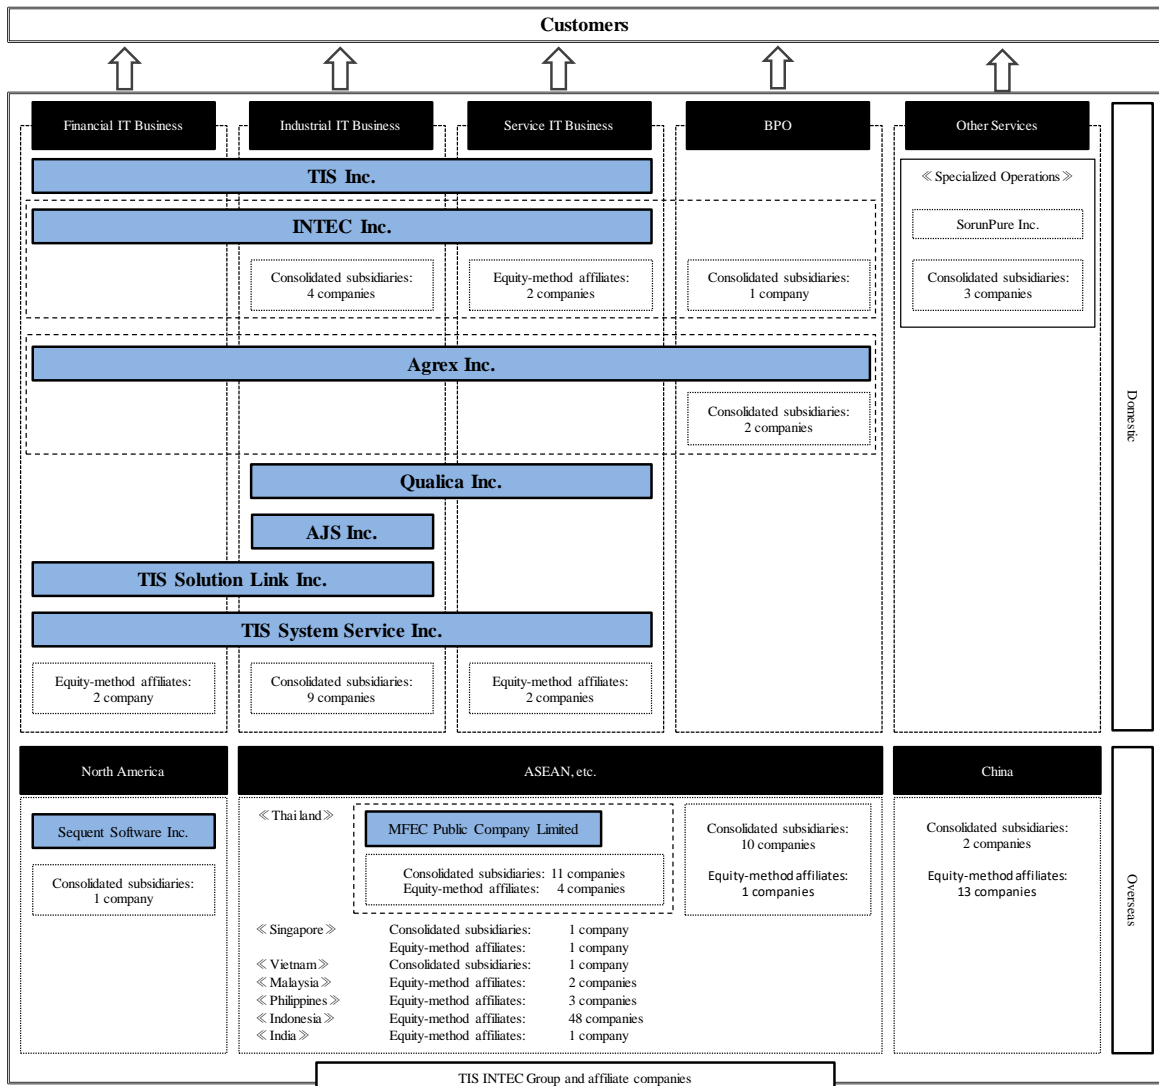 Customers
Financial IT Business
Industrial IT Business
Service IT Business
BPO
Other Services
TIS Inc.
≪Specialized Operations≫
INTEC Inc.
SorunPure Inc.
Consolidated subsidiaries:
4 companies
Equity-method affiliates:
2 companies
Consolidated subsidiaries:
1 company
Consolidated subsidiaries:
3 companies
Agrex Inc.
Consolidated subsidiaries:
2 companies
Qualica Inc.
AJS Inc.
TIS Solution Link Inc.
TIS System Service Inc.
Equity-method affiliates:
2 company
Consolidated subsidiaries:
9 companies
Equity-method affiliates:
2 companies
Domestic
North America
ASEAN, etc.
China
Sequent Software Inc.
Consolidated subsidiaries:
1 company
≪Thailand≫
MFEC Public Company Limited
Consolidated subsidiaries: 11 companies
Equity-method affiliates: 4 companies
Consolidated subsidiaries:
10 companies
Equity-method affiliates:
1 companies
≪Singapore≫ Consolidated subsidiaries: 1 company
Equity-method affiliates: 1 company
≪Vietnam≫ Consolidated subsidiaries: 1 company
≪Malaysia≫ Equity-method affiliates: 2 companies
≪Philippines≫ Equity-method affiliates: 3 companies
≪Indonesia≫ Equity-method affiliates: 48 companies
≪India≫ Equity-method affiliates: 1 company
Consolidated subsidiaries:
2 companies
Equity-method affiliates:
13 companies
Overseas
TIS INTEC Group and affiliate companies